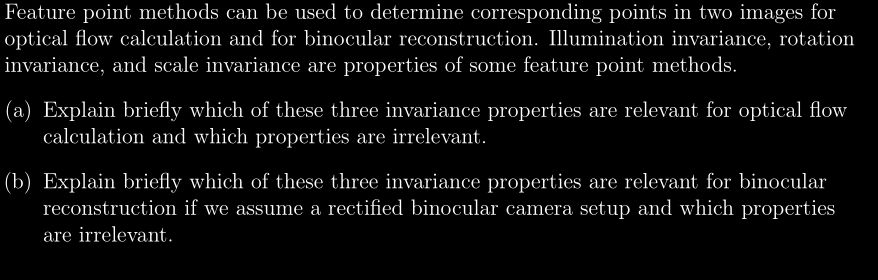 Feature point methods can be used to determine corresponding points in two images for
optical flow calculation and for binocular reconstruction. Illumination invariance, rotation
invariance, and scale invariance are properties of some feature point methods.
(a) Explain briefly which of these three invariance properties are relevant for optical flow
calculation and which properties are irrelevant.
(b) Explain briefly which of these three invariance properties are relevant for binocular
reconstruction if we assume a rectified binocular camera setup and which properties
are irrelevant.